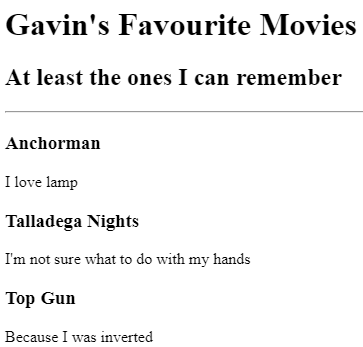 Gavin's Favourite Movies
At least the ones I can remember
Anchorman
I love lamp
Talladega Nights
I'm not sure what to do with my hands
Top Gun
Because I was inverted